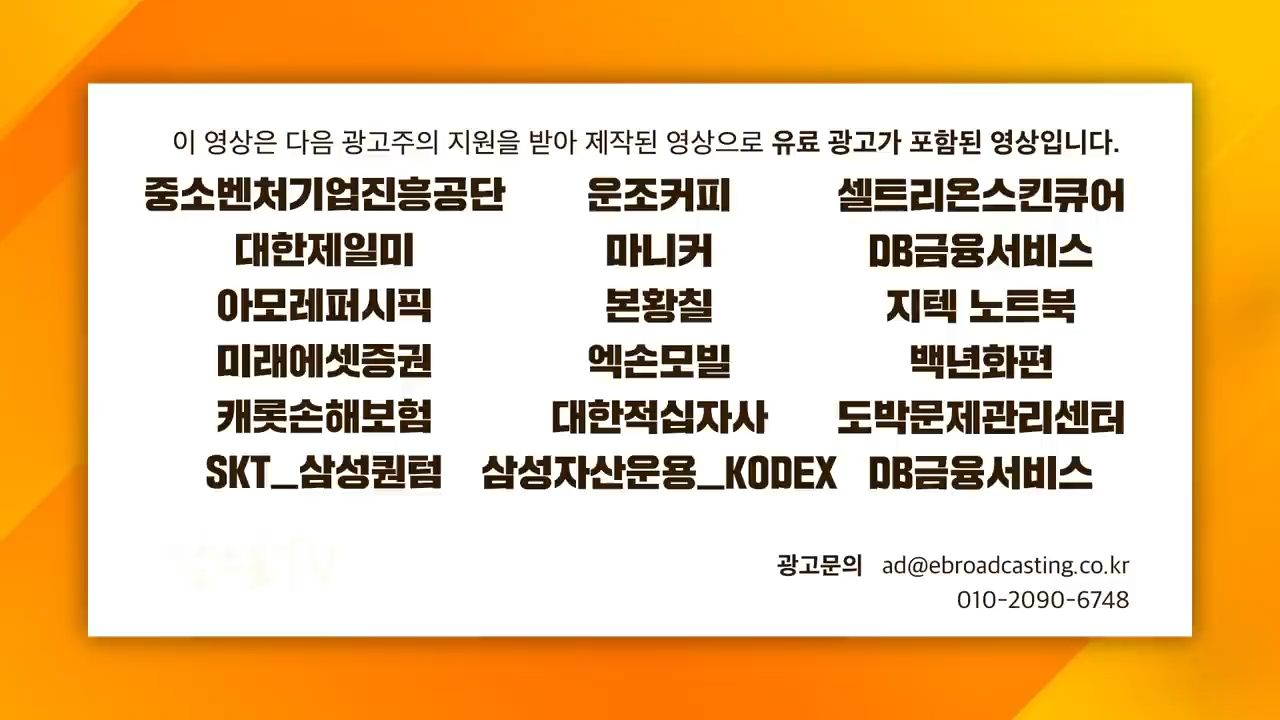 이 영상은 다음 광고주의 지원을 받아 제작된 영상으로 유료 광고가 포함된 영상입니다.
중소벤처기업진흥공단 운조커피 셀트리온스킨큐어
대한제일미 마니커 DB금융서비스
아모레퍼시픽 본황칠 지텍 노트북
미래에셋증권 엑손모빌 백년화편
캐롯손해보험 대한적십자사 도박문제관리센터
SKT_삼성퀀텀 삼성자산운용_KODEX DB금융서비스
광고문의 ad@ebroadcasting.co.kr
010-2090-6748